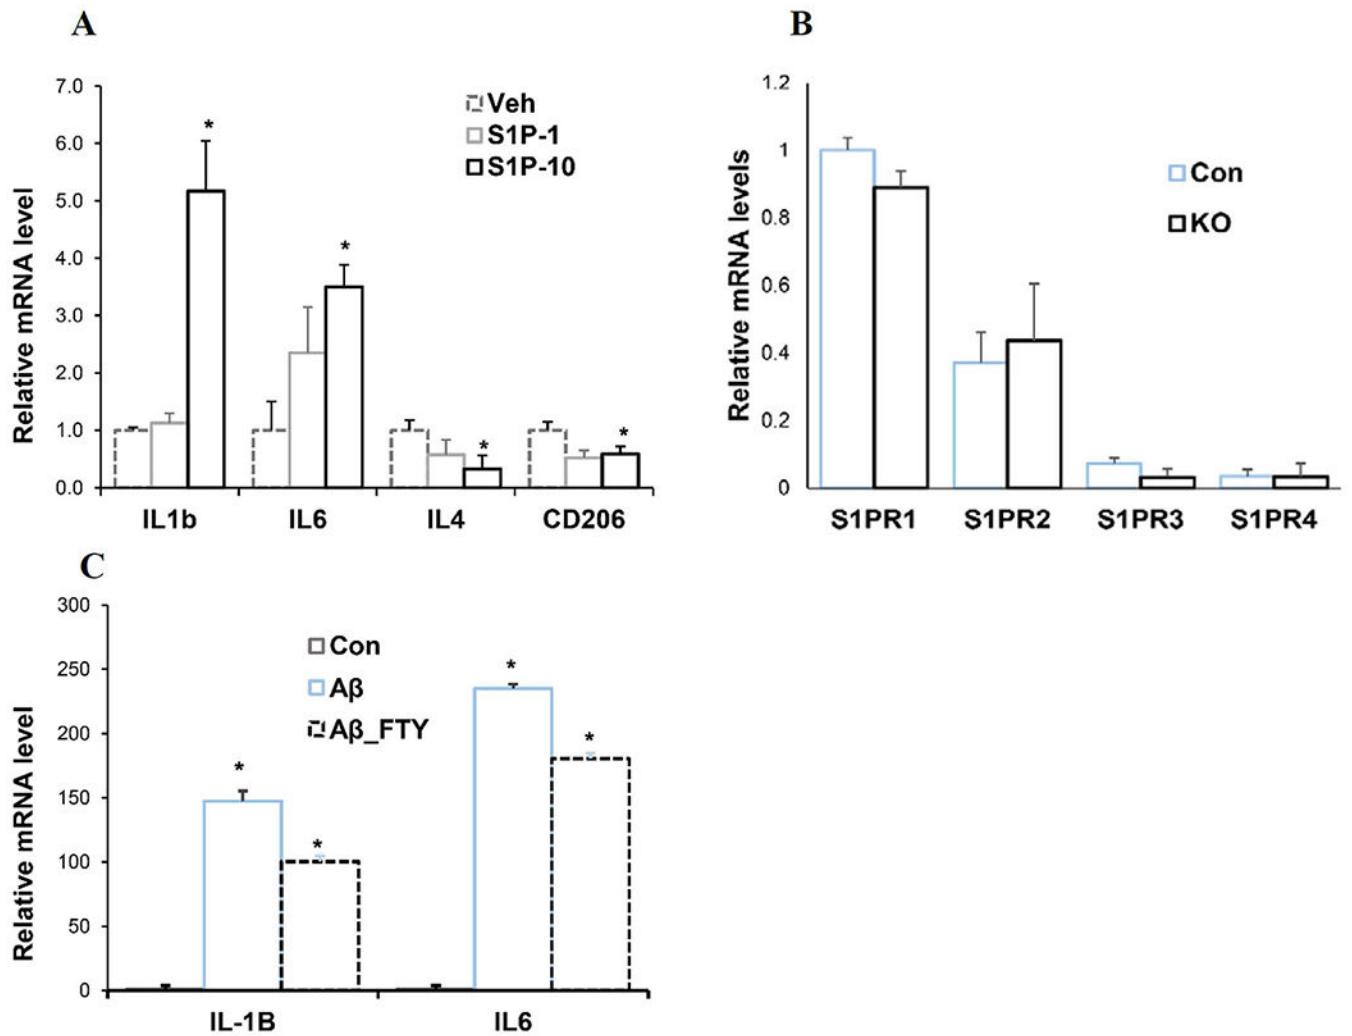 A
Relative mRNA level
7.0
6.0
5.0
4.0
3.0
2.0
1.0
0.0
Veh
S1P-1
S1P-10
*
*
*
*
IL1b IL6 IL4 CD206
B
Relative mRNA levels
1.2
1
0.8
0.6
0.4
0.2
0
Con
KO
S1PR1 S1PR2 S1PR3 S1PR4
C
Relative mRNA level
300
250
200
150
100
50
0
Con
Aβ
Aβ_FTY
*
*
*
*
IL-1B IL6